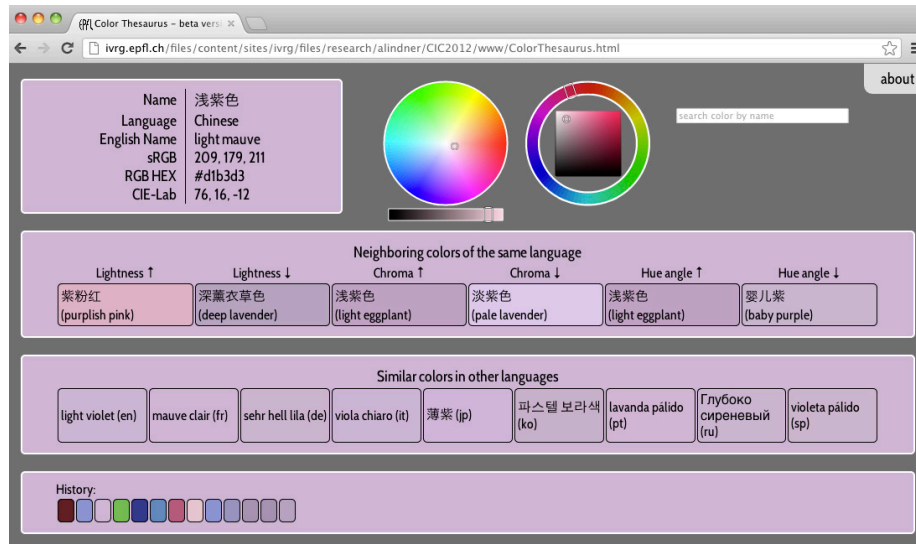 Color Thesaurus – beta versi
ivrg.epfl.ch/files/content/sites/ivrg/files/research/alindner/CIC2012/www/ColorThesaurus.html
about
Name 浅紫色
Language Chinese
English Name light mauve
sRGB 209, 179, 211
RGB HEX #d1b3d3
CIE-Lab 76, 16, -12
search color by name
Neighboring colors of the same language
Lightness ↑ Lightness ↓ Chroma ↑ Chroma ↓ Hue angle ↑ Hue angle ↓
紫粉红 深薰衣草色 浅紫色 淡紫色 浅紫色 婴儿紫
(purplish pink) (deep lavender) (light eggplant) (pale lavender) (light eggplant) (baby purple)
Similar colors in other languages
light violet (en)
mauve clair (fr)
sehr hell lila (de)
viola chiaro (it)
薄紫 (jp)
파스텔 보라색
(ko)
lavanda pálido
(pt)
Глубоко
сиреневый
(ru)
violeta pálido
(sp)
History: